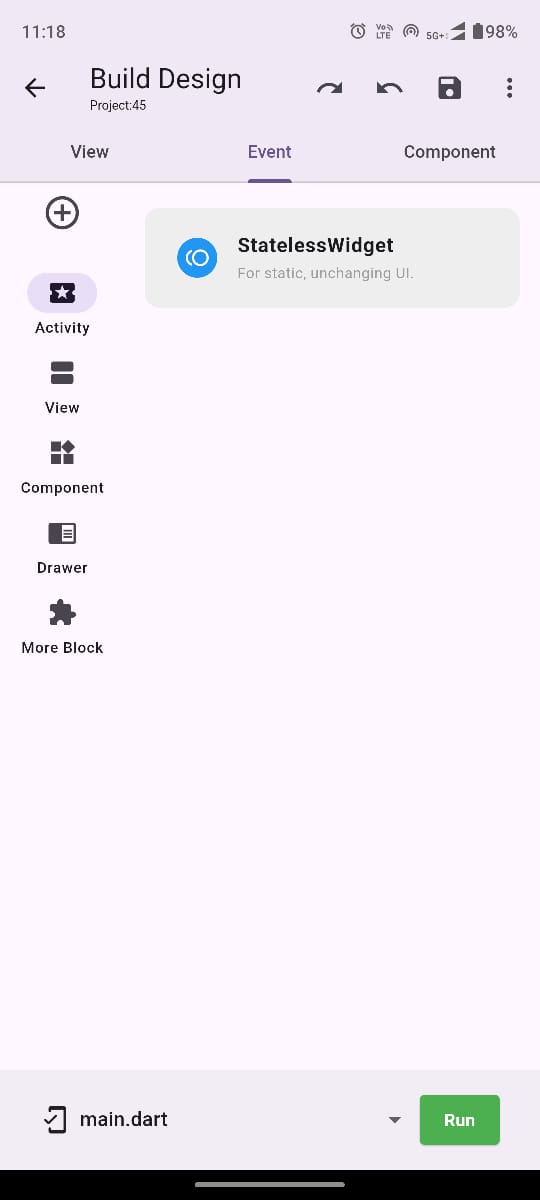 11:18
Vo))
LTE
5G+
98%
Build Design
Project:45
View
Event
Component
StatelessWidget
For static, unchanging UI.
Activity
View
Component
Drawer
More Block
main.dart
Run